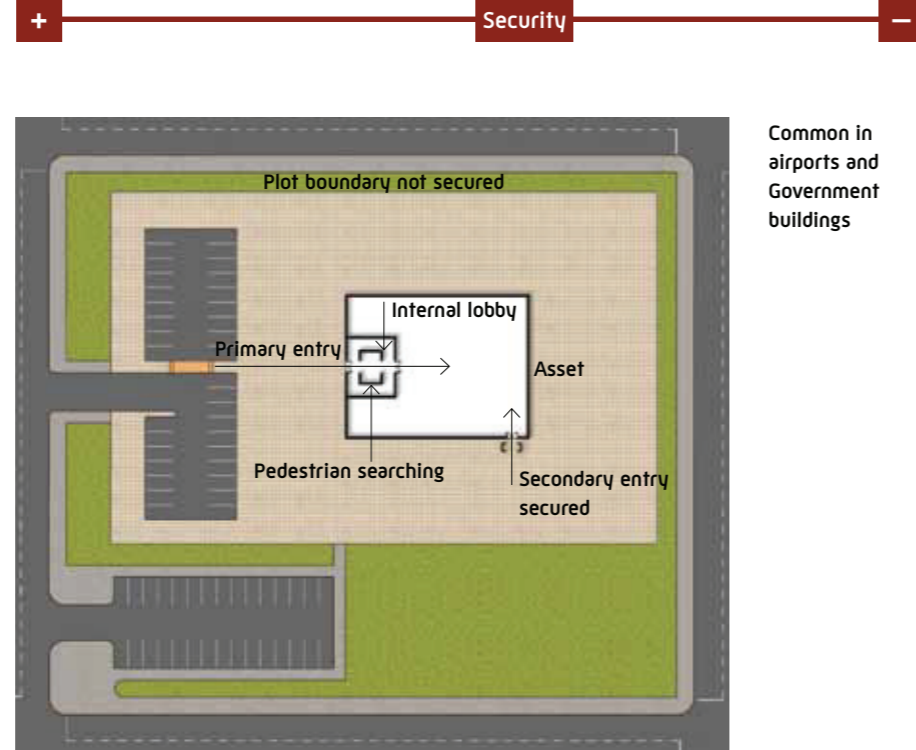 + Security −
Common in
airports and
Government
buildings
Plot boundary not secured
Internal lobby
Primary entry
Asset
Pedestrian searching
Secondary entry
secured